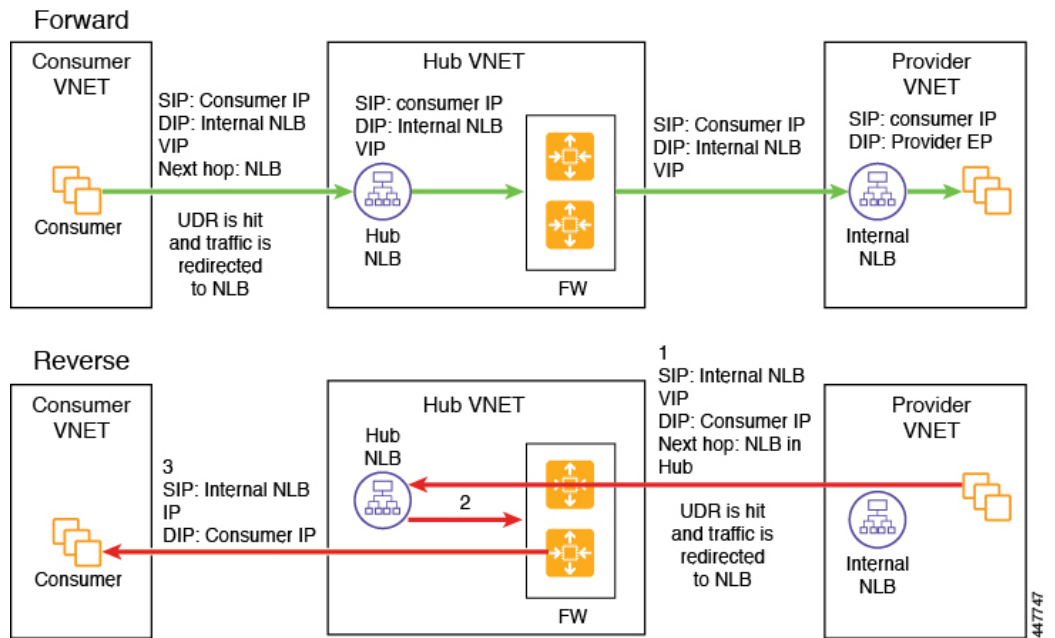 Forward
Consumer
VNET
SIP: Consumer IP
DIP: Internal NLB
VIP
Next hop: NLB
Consumer
UDR is hit
and traffic is
redirected
to NLB
Hub VNET
SIP: consumer IP
DIP: Internal NLB
VIP
Hub
NLB
FW
SIP: Consumer IP
DIP: Internal NLB
VIP
Provider
VNET
SIP: consumer IP
DIP: Provider EP
Internal
NLB
Reverse
Consumer
VNET
3
SIP: Internal NLB
IP
DIP: Consumer IP
Consumer
Hub VNET
Hub
NLB
2
FW
1
SIP: Internal NLB
VIP
DIP: Consumer IP
Next hop: NLB in
Hub
UDR is hit
and traffic is
redirected
to NLB
Provider
VNET
Internal
NLB
447747